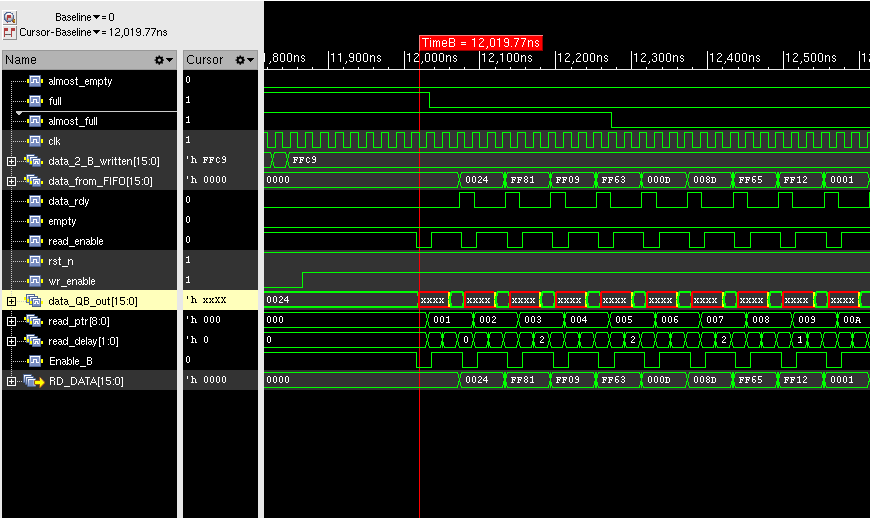 Baseline▼=0
Cursor-Baseline▼=12,019.77ns
TimeB = 12,019.77ns
Name Cursor 1,800ns 11,900ns 12,000ns 12,100ns 12,200ns 12,300ns 12,400ns 12,500ns 12
almost_empty 0
full 1
almost_full 1
clk 1
data_2_B_written[15:0] 'h FFC9 FFC9
data_from_FIFO[15:0] 'h 0000 0000 0024 FF81 FF09 FF63 000D 008D FF65 FF12 0001
data_rdy 0
empty 0
read_enable 0
rst_n 1
wr_enable 1
data_QB_out[15:0] 'h xxXX 0024 xxxx xxxx xxxx xxxx xxxx xxxx xxxx xxxx xxxx xxxx
read_ptr[8:0] 'h 000 000 001 002 003 004 005 006 007 008 009 00A
read_delay[1:0] 'h 0 0 0 2 0 2 1
Enable_B 0
RD_DATA[15:0] 'h 0000 0000 0024 FF81 FF09 FF63 000D 008D FF65 FF12 0001